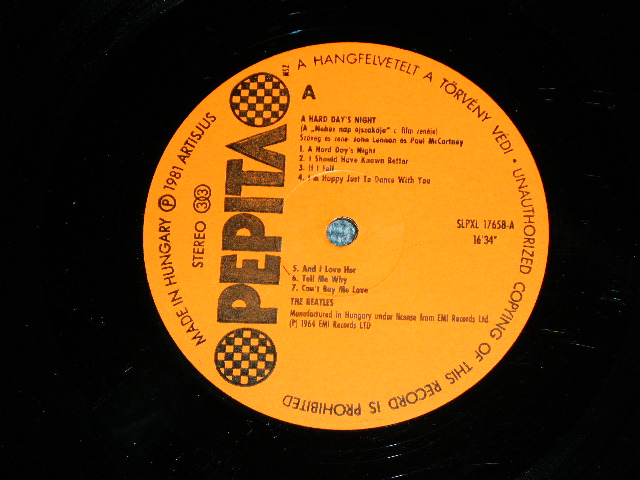 A HANGFELVÉTELT A TÖRVÉNY VÉDI • UNAUTHORIZED COPYING OF THIS RECORD IS PROHIBITED
MADE IN HUNGARY Ⓟ 1981 ARTISJUS
STEREO 33
PEPITA
MSZ
A
A HARD DAY'S NIGHT
(A „Nehéz nap éjszakája" c. film zenéje)
Szöveg és zene: John Lennon és Paul McCartney
1. A Hard Day's Night
2. I Should Have Known Better
3. If I Fell
4. I'm Happy Just To Dance With You
SLPXL 17658-A
16'34"
5. And I Love Her
6. Tell Me Why
7. Can't Buy Me Love
THE BEATLES
Manufactured in Hungary under license from EMI Records Ltd.
(P) 1964 EMI Records LTD